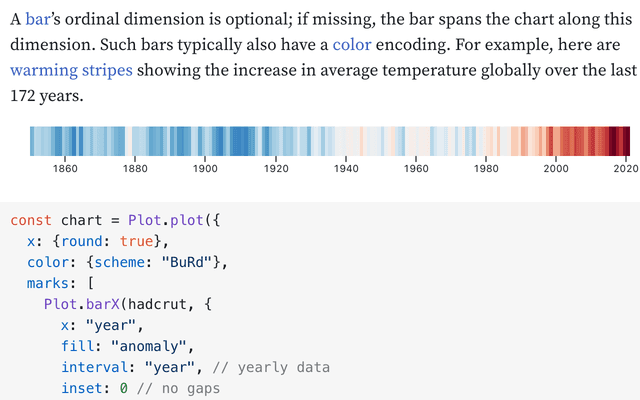 A bar’s ordinal dimension is optional; if missing, the bar spans the chart along this
dimension. Such bars typically also have a color encoding. For example, here are
warming stripes showing the increase in average temperature globally over the last
172 years.
1860 1880 1900 1920 1940 1960 1980 2000 2020
const chart = Plot.plot({
  x: {round: true},
  color: {scheme: "BuRd"},
  marks: [
    Plot.barX(hadcrut, {
      x: "year",
      fill: "anomaly",
      interval: "year", // yearly data
      inset: 0 // no gaps